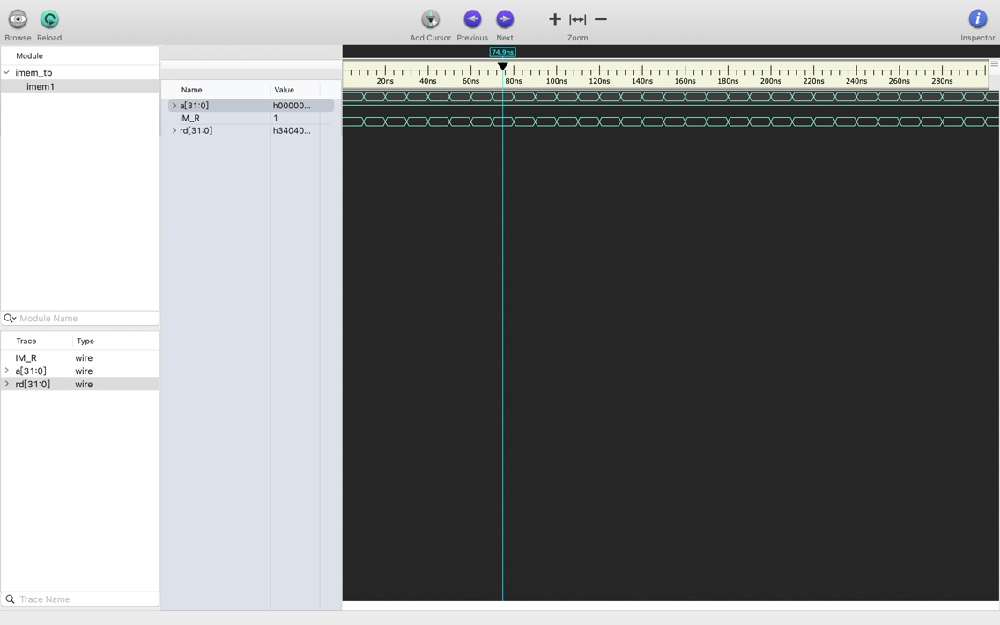 Browse Reload Add Cursor Previous Next Zoom Inspector
Module
imem_tb
imem1
Module Name
Trace Type
IM_R wire
a[31:0] wire
rd[31:0] wire
Trace Name
Name Value
a[31:0] h00000...
IM_R 1
rd[31:0] h34040...
74.9ns
20ns 40ns 60ns 80ns 100ns 120ns 140ns 160ns 180ns 200ns 220ns 240ns 260ns 280ns